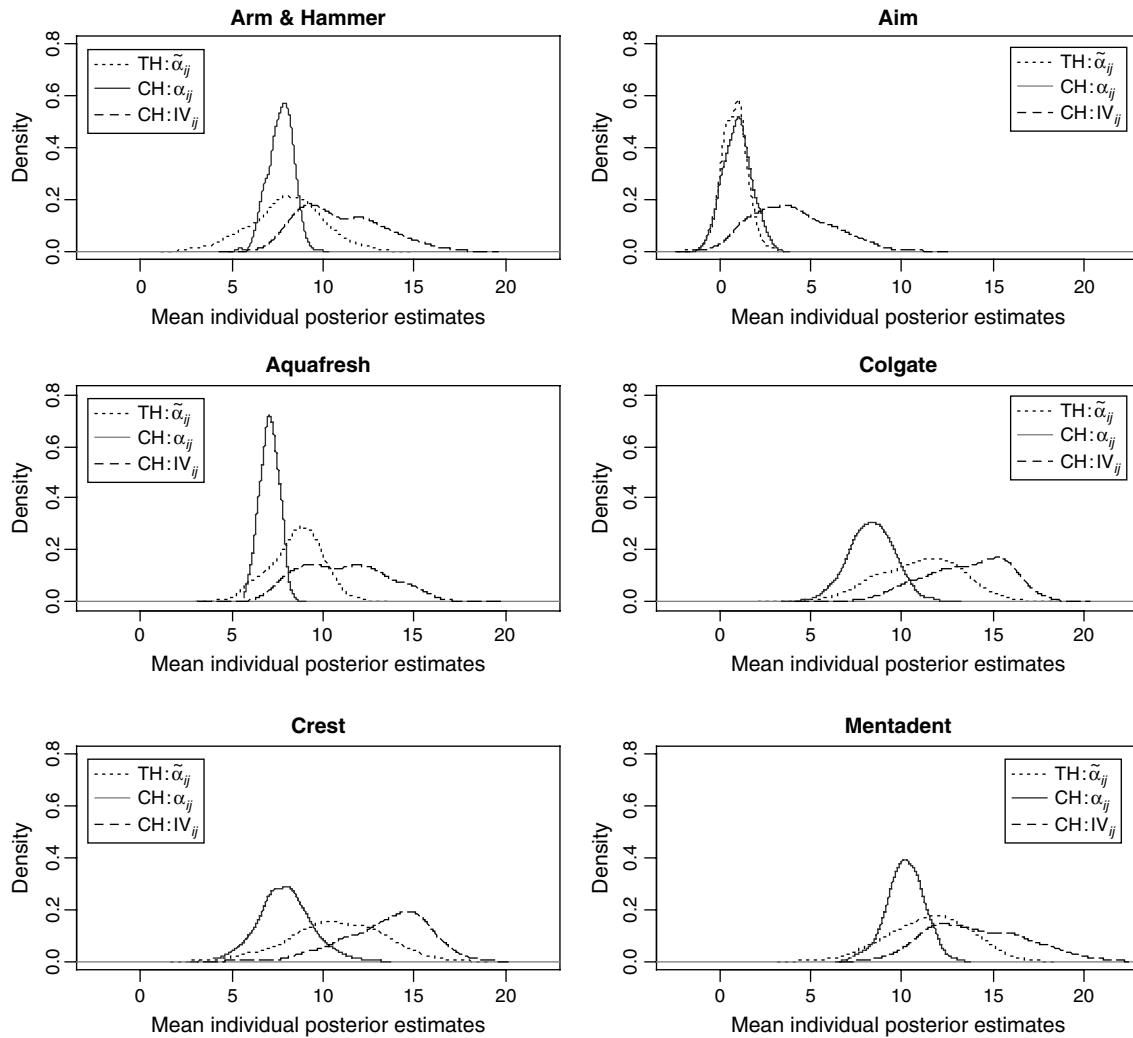 Arm & Hammer
0.8
0.6
0.4
0.2
0.0
Density
TH: α̃ij
CH: αij
CH: IVij
0
5
10
15
20
Mean individual posterior estimates
Aim
0.8
0.6
0.4
0.2
0.0
Density
TH: α̃ij
CH: αij
CH: IVij
0
5
10
15
20
Mean individual posterior estimates
Aquafresh
0.8
0.6
0.4
0.2
0.0
Density
TH: α̃ij
CH: αij
CH: IVij
0
5
10
15
20
Mean individual posterior estimates
Colgate
0.8
0.6
0.4
0.2
0.0
Density
TH: α̃ij
CH: αij
CH: IVij
0
5
10
15
20
Mean individual posterior estimates
Crest
0.8
0.6
0.4
0.2
0.0
Density
TH: α̃ij
CH: αij
CH: IVij
0
5
10
15
20
Mean individual posterior estimates
Mentadent
0.8
0.6
0.4
0.2
0.0
Density
TH: α̃ij
CH: αij
CH: IVij
0
5
10
15
20
Mean individual posterior estimates